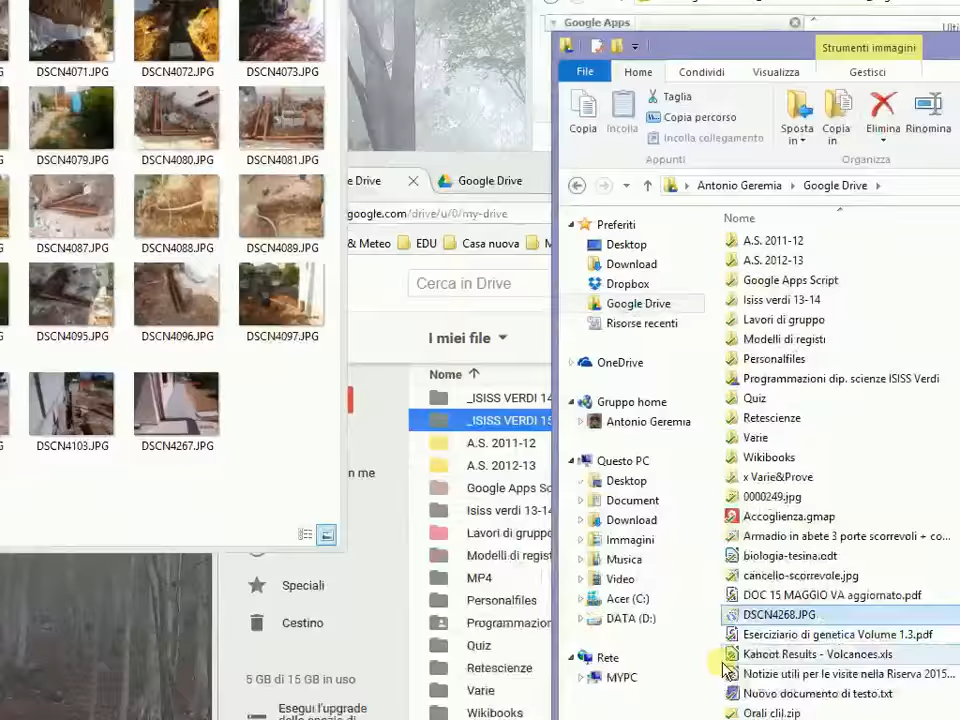 DSCN4071.JPG
DSCN4072.JPG
DSCN4073.JPG
DSCN4079.JPG
DSCN4080.JPG
DSCN4081.JPG
DSCN4087.JPG
DSCN4088.JPG
DSCN4089.JPG
DSCN4095.JPG
DSCN4096.JPG
DSCN4097.JPG
DSCN4103.JPG
DSCN4267.JPG
Google Apps
e Drive
Google Drive
google.com/drive/u/0/my-drive
& Meteo
EDU
Casa nuova
Cerca in Drive
I miei file
Nome
_ISISS VERDI 14
_ISISS VERDI 15
A.S. 2011-12
A.S. 2012-13
Google Apps Sc
Isiss verdi 13-14
Lavori di gruppo
Modelli di regist
MP4
Personalfiles
Programmazior
Quiz
Retescienze
Varie
Wikibooks
n me
Speciali
Cestino
5 GB di 15 GB in uso
Esegui l'upgrade
dello spazio di
Strumenti immagini
File
Home
Condividi
Visualizza
Gestisci
Copia
Incolla
Taglia
Copia percorso
Incolla collegamento
Appunti
Sposta
in
Copia
in
Elimina
Rinomina
Organizza
Antonio Geremia
Google Drive
Preferiti
Desktop
Download
Dropbox
Google Drive
Risorse recenti
OneDrive
Gruppo home
Antonio Geremia
Questo PC
Desktop
Document
Download
Immagini
Musica
Video
Acer (C:)
DATA (D:)
Rete
MYPC
Nome
A.S. 2011-12
A.S. 2012-13
Google Apps Script
Isiss verdi 13-14
Lavori di gruppo
Modelli di registi
Personalfiles
Programmazioni dip. scienze ISISS Verdi
Quiz
Retescienze
Varie
Wikibooks
x Varie&Prove
0000249.jpg
Accoglienza.gmap
Armadio in abete 3 porte scorrevoli + co...
biologia-tesina.odt
cancello-scorrevole.jpg
DOC 15 MAGGIO VA aggiornato.pdf
DSCN4268.JPG
Eserciziario di genetica Volume 1.3.pdf
Kahoot Results - Volcanoes.xls
Notizie utili per le visite nella Riserva 2015...
Nuovo documento di testo.txt
Orali clil.zip